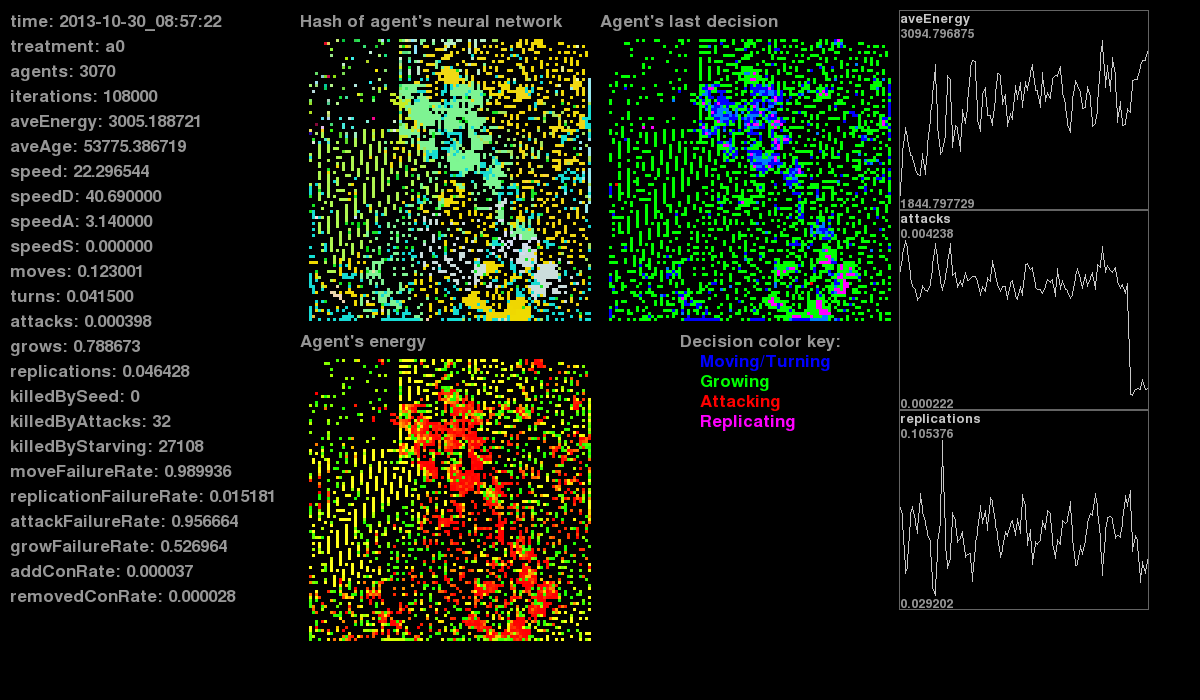 time: 2013-10-30_08:57:22
treatment: a0
agents: 3070
iterations: 108000
aveEnergy: 3005.188721
aveAge: 53775.386719
speed: 22.296544
speedD: 40.690000
speedA: 3.140000
speedS: 0.000000
moves: 0.123001
turns: 0.041500
attacks: 0.000398
grows: 0.788673
replications: 0.046428
killedBySeed: 0
killedByAttacks: 32
killedByStarving: 27108
moveFailureRate: 0.989936
replicationFailureRate: 0.015181
attackFailureRate: 0.956664
growFailureRate: 0.526964
addConRate: 0.000037
removedConRate: 0.000028
Hash of agent's neural network
Agent's last decision
Agent's energy
Decision color key:
Moving/Turning
Growing
Attacking
Replicating
aveEnergy
3094.796875
1844.797729
attacks
0.004238
0.000222
replications
0.105376
0.029202